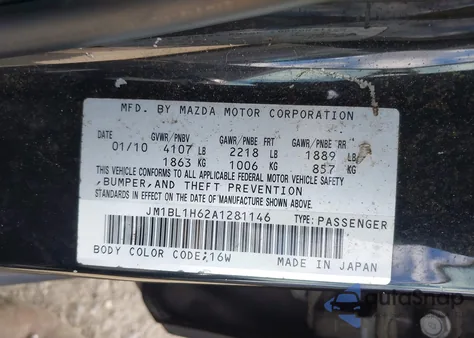 MFD. BY MAZDA MOTOR CORPORATION
DATE GVWR/PNBV GAWR/PNBE FRT GAWR/PNBE RR
01/10 4107 LB 2218 LB 1889 LB
1863 KG 1006 KG 857 KG
THIS VEHICLE CONFORMS TO ALL APPLICABLE FEDERAL MOTOR VEHICLE SAFETY
,BUMPER,AND THEFT PREVENTION
STANDARDS IN EFFECT ON THE DATE OF MANUFACTURE SHOWN ABOVE.
JM1BL1H62A1281146 TYPE:PASSENGER
BODY COLOR CODE;16W MADE IN JAPAN
autoSnap